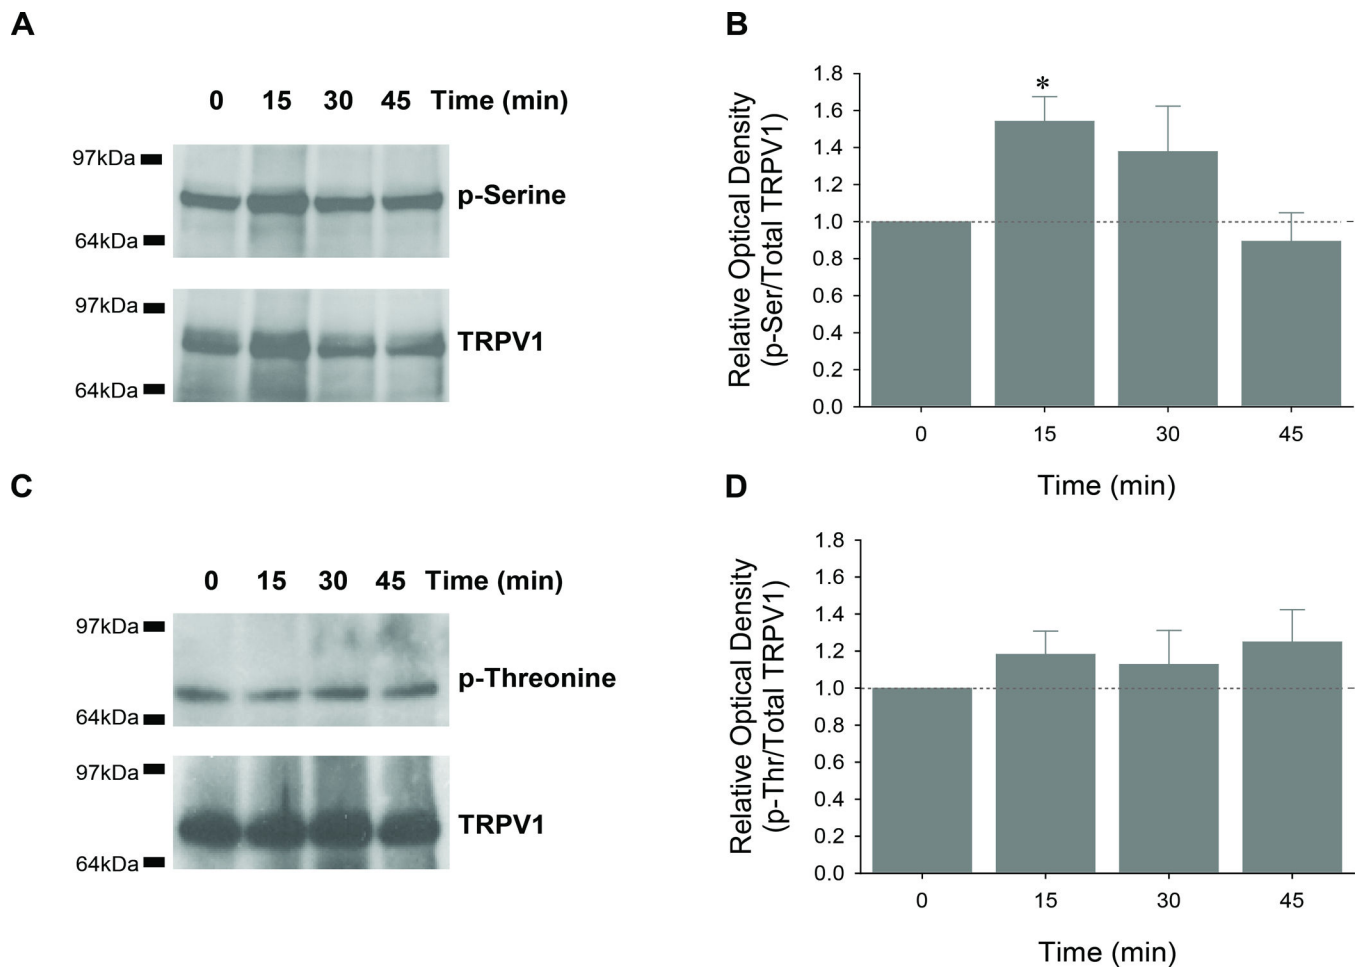 A
0 15 30 45 Time (min)
97kDa
p-Serine
64kDa
97kDa
TRPV1
64kDa
B
Relative Optical Density
(p-Ser/Total TRPV1)
1.8
1.6
1.4
1.2
1.0
0.8
0.6
0.4
0.2
0.0
*
0 15 30 45
Time (min)
C
0 15 30 45 Time (min)
97kDa
p-Threonine
64kDa
97kDa
TRPV1
64kDa
D
Relative Optical Density
(p-Thr/Total TRPV1)
1.8
1.6
1.4
1.2
1.0
0.8
0.6
0.4
0.2
0.0
0 15 30 45
Time (min)